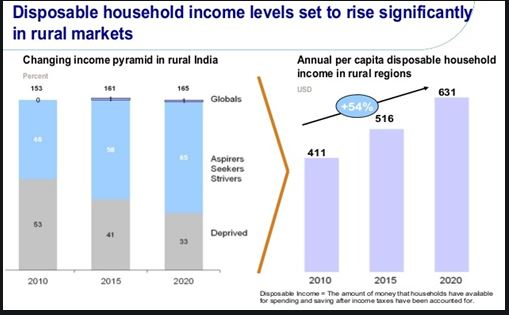 Disposable household income levels set to rise significantly
in rural markets
Changing income pyramid in rural India
Percent
153
161
165
0
1
1
Globals
46
58
65
Aspirers
Seekers
Strivers
53
41
33
Deprived
2010
2015
2020
Annual per capita disposable household
income in rural regions
USD
+54%
411
516
631
2010
2015
2020
Disposable Income = The amount of money that households have available
for spending and saving after income taxes have been accounted for.